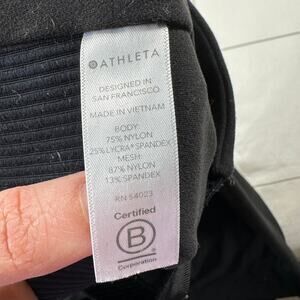 ATHLETA
DESIGNED IN
SAN FRANCISCO
MADE IN VIETNAM
BODY
75% NYLON
25% LYCRA® SPANDEX
MESH
87% NYLON
13% SPANDEX
RN 54023
Certified
B
Corporation